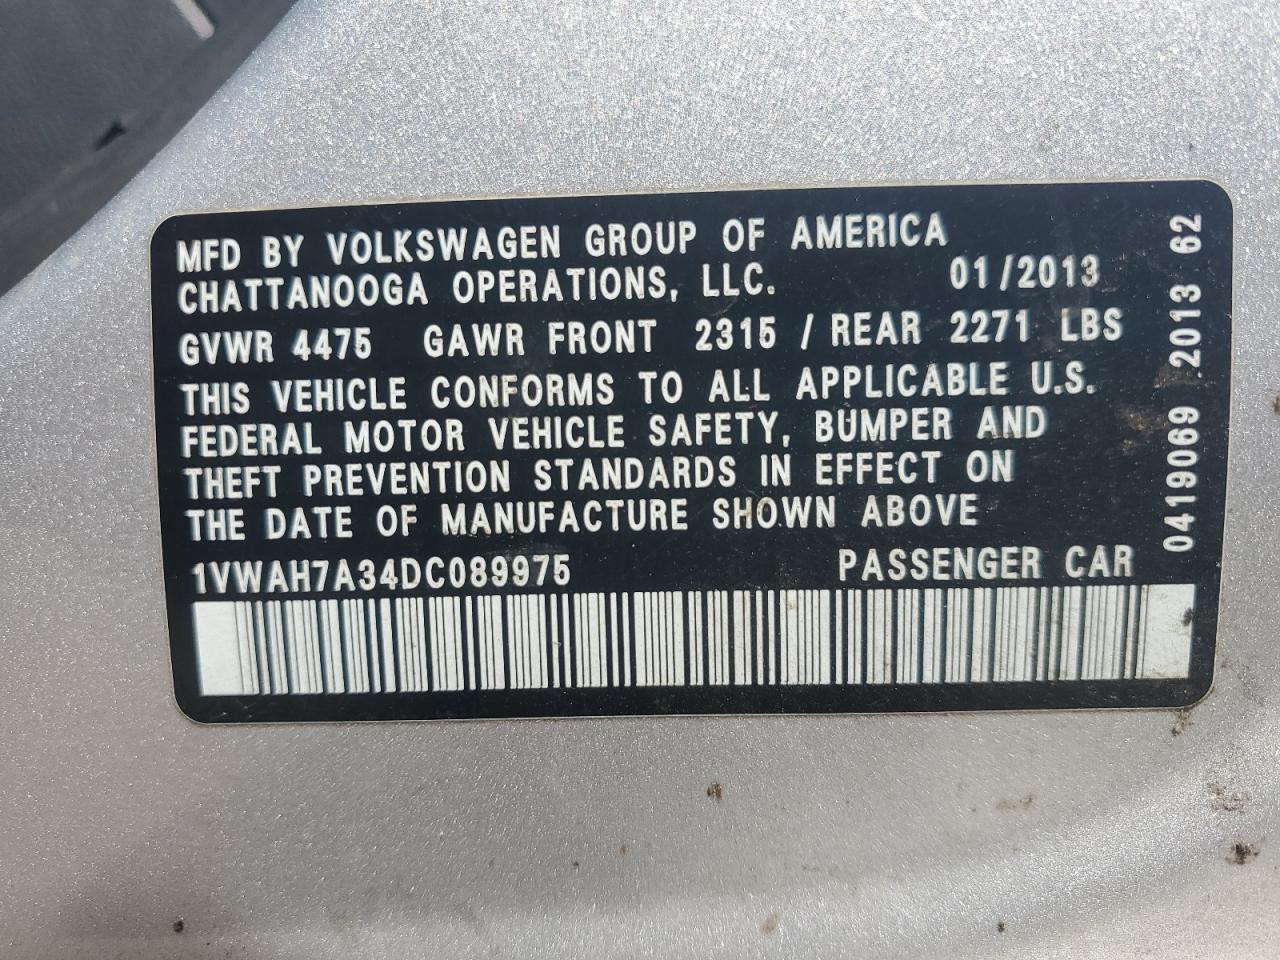 MFD BY VOLKSWAGEN GROUP OF AMERICA
CHATTANOOGA OPERATIONS, LLC. 01/2013
GVWR 4475 GAWR FRONT 2315 / REAR 2271 LBS
THIS VEHICLE CONFORMS TO ALL APPLICABLE U.S.
FEDERAL MOTOR VEHICLE SAFETY, BUMPER AND
THEFT PREVENTION STANDARDS IN EFFECT ON
THE DATE OF MANUFACTURE SHOWN ABOVE
1VWAH7A34DC089975 PASSENGER CAR
0419069 2013 62